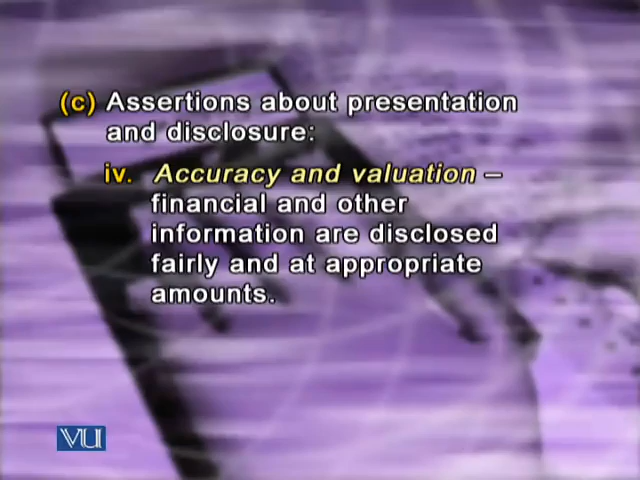 (c) Assertions about presentation
and disclosure:
iv. Accuracy and valuation –
financial and other
information are disclosed
fairly and at appropriate
amounts.
VU